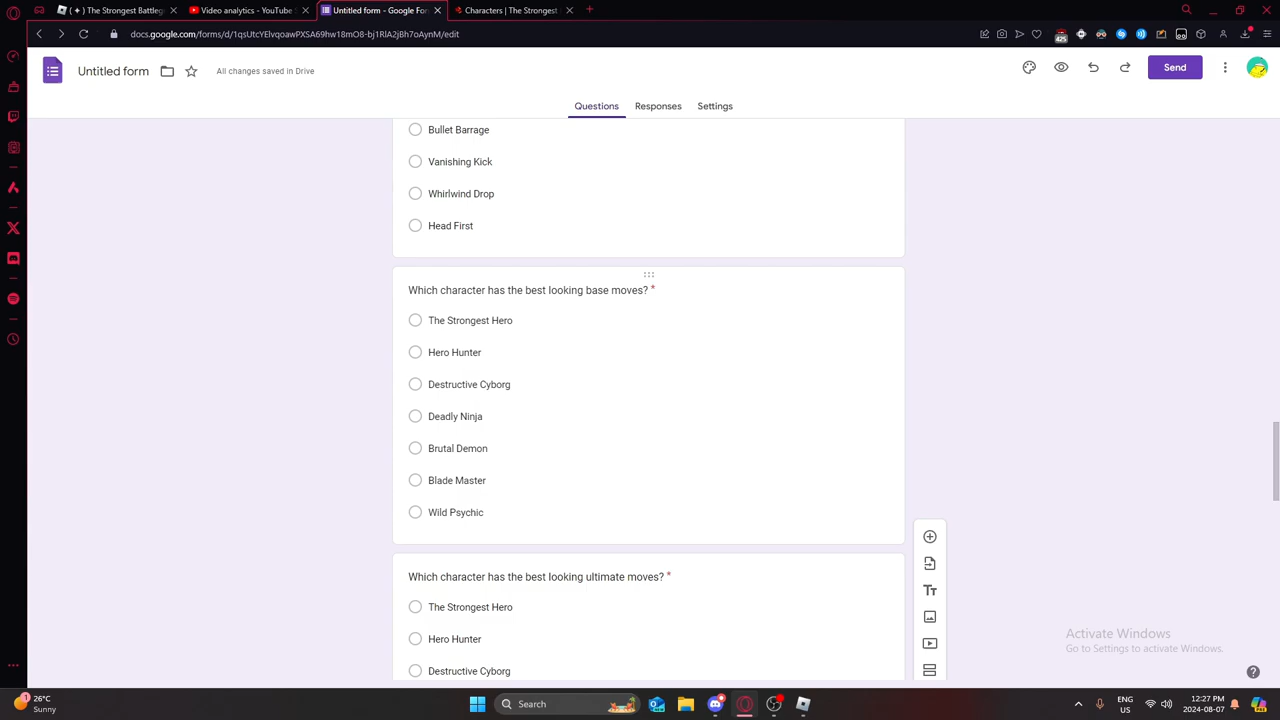 ( ✦ ) The Strongest Battleg
Video analytics - YouTube S
Untitled form - Google For
Characters | The Strongest
docs.google.com/forms/d/1qsUtcYElvqoawPXSA69hw18mO8-bj1RlA2jBh7oAynM/edit
425
Untitled form
All changes saved in Drive
Send
Questions
Responses
Settings
Bullet Barrage
Vanishing Kick
Whirlwind Drop
Head First
Which character has the best looking base moves? *
The Strongest Hero
Hero Hunter
Destructive Cyborg
Deadly Ninja
Brutal Demon
Blade Master
Wild Psychic
Which character has the best looking ultimate moves? *
The Strongest Hero
Hero Hunter
Destructive Cyborg
Tт
Activate Windows
Go to Settings to activate Windows.
1
26°C
Sunny
Search
ENG
US
12:27 PM
2024-08-07